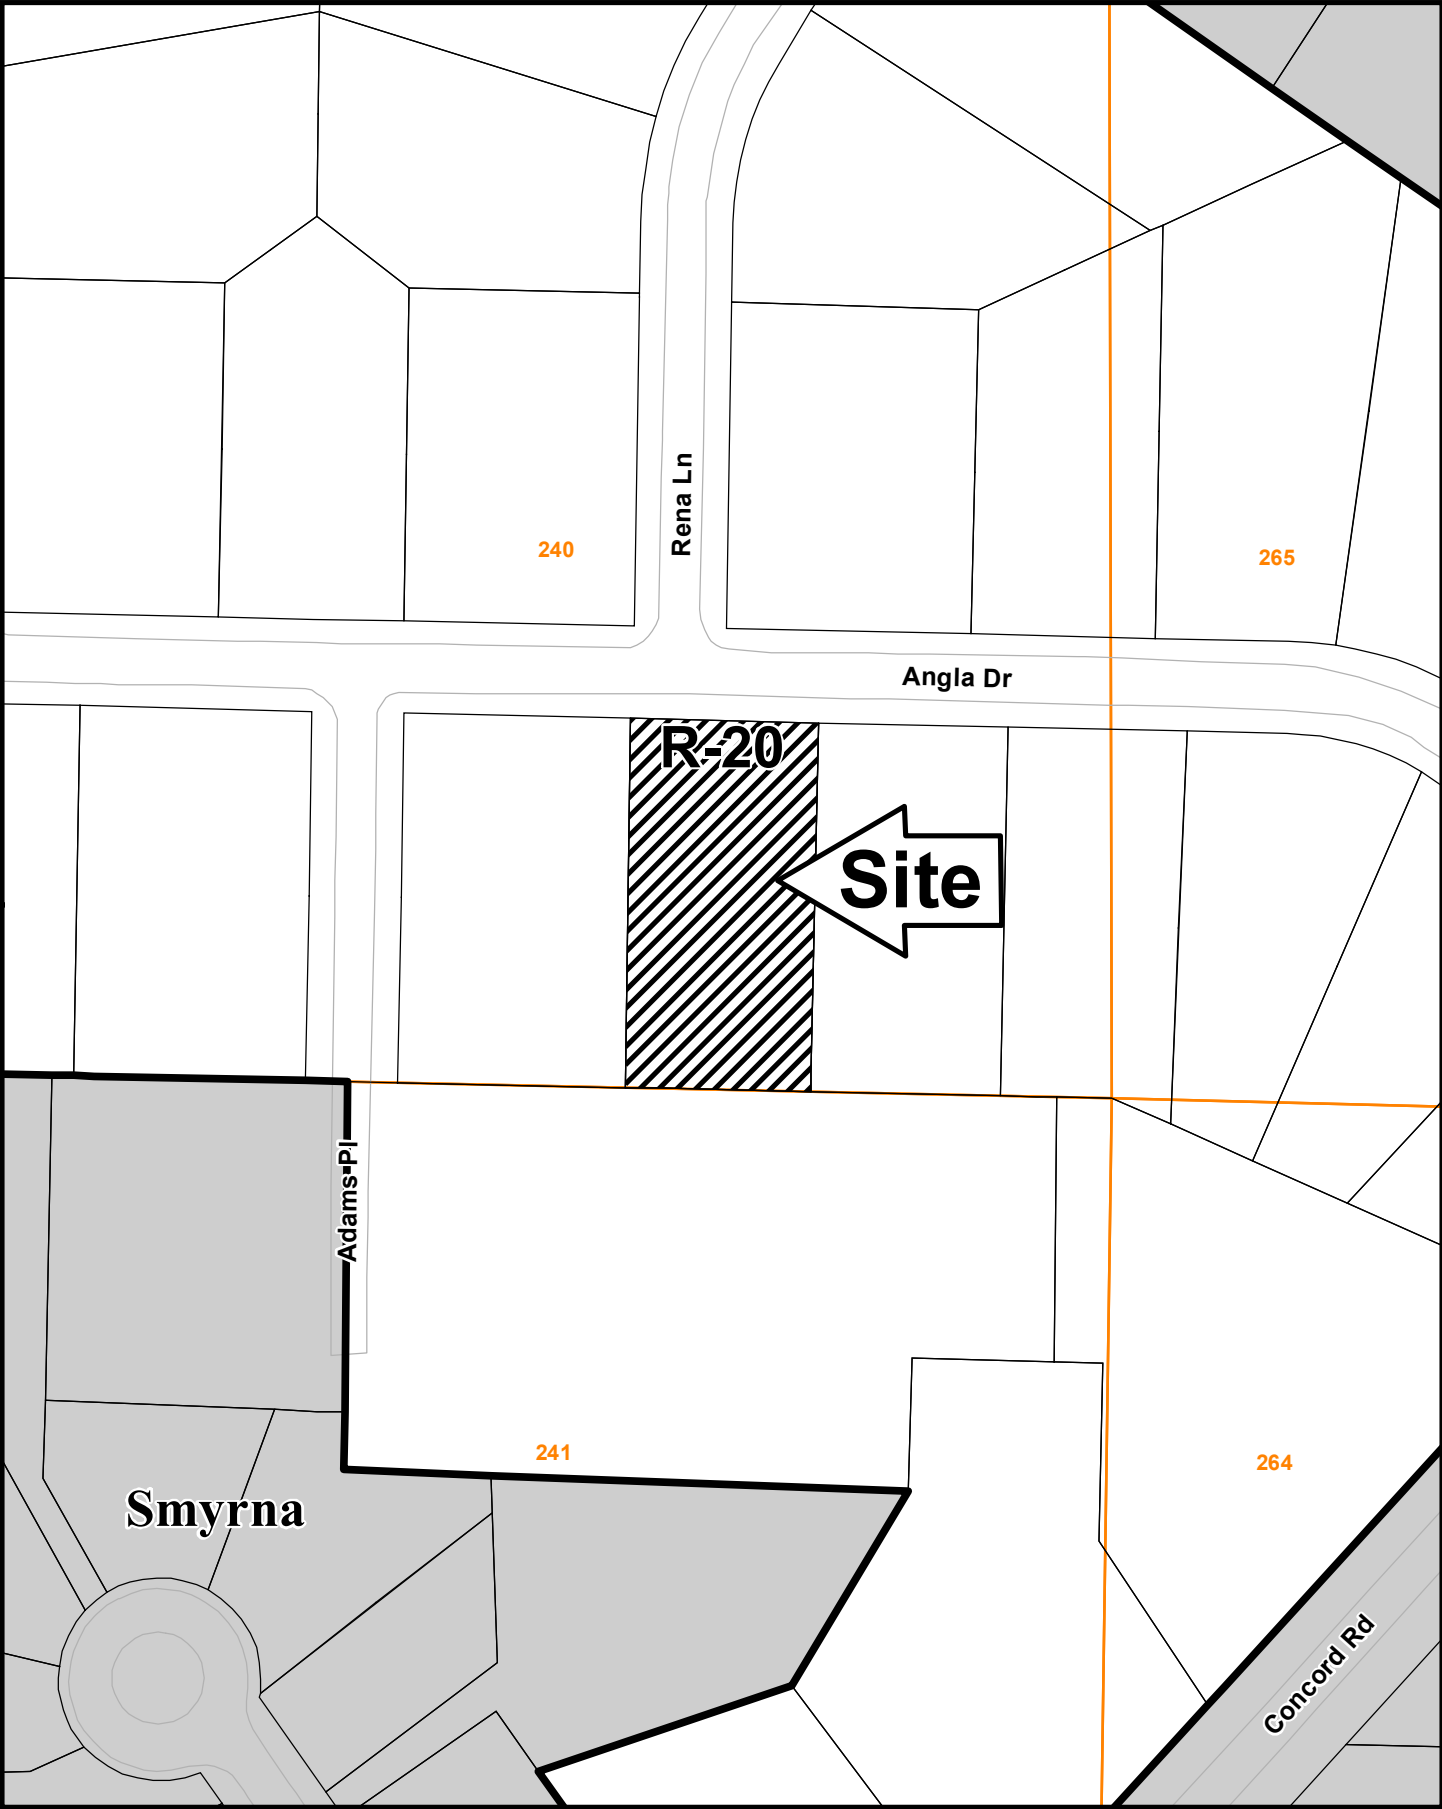 Rena Ln
240
265
Angla Dr
R-20
Site
Adams Pl
241
264
Smyrna
Concord Rd